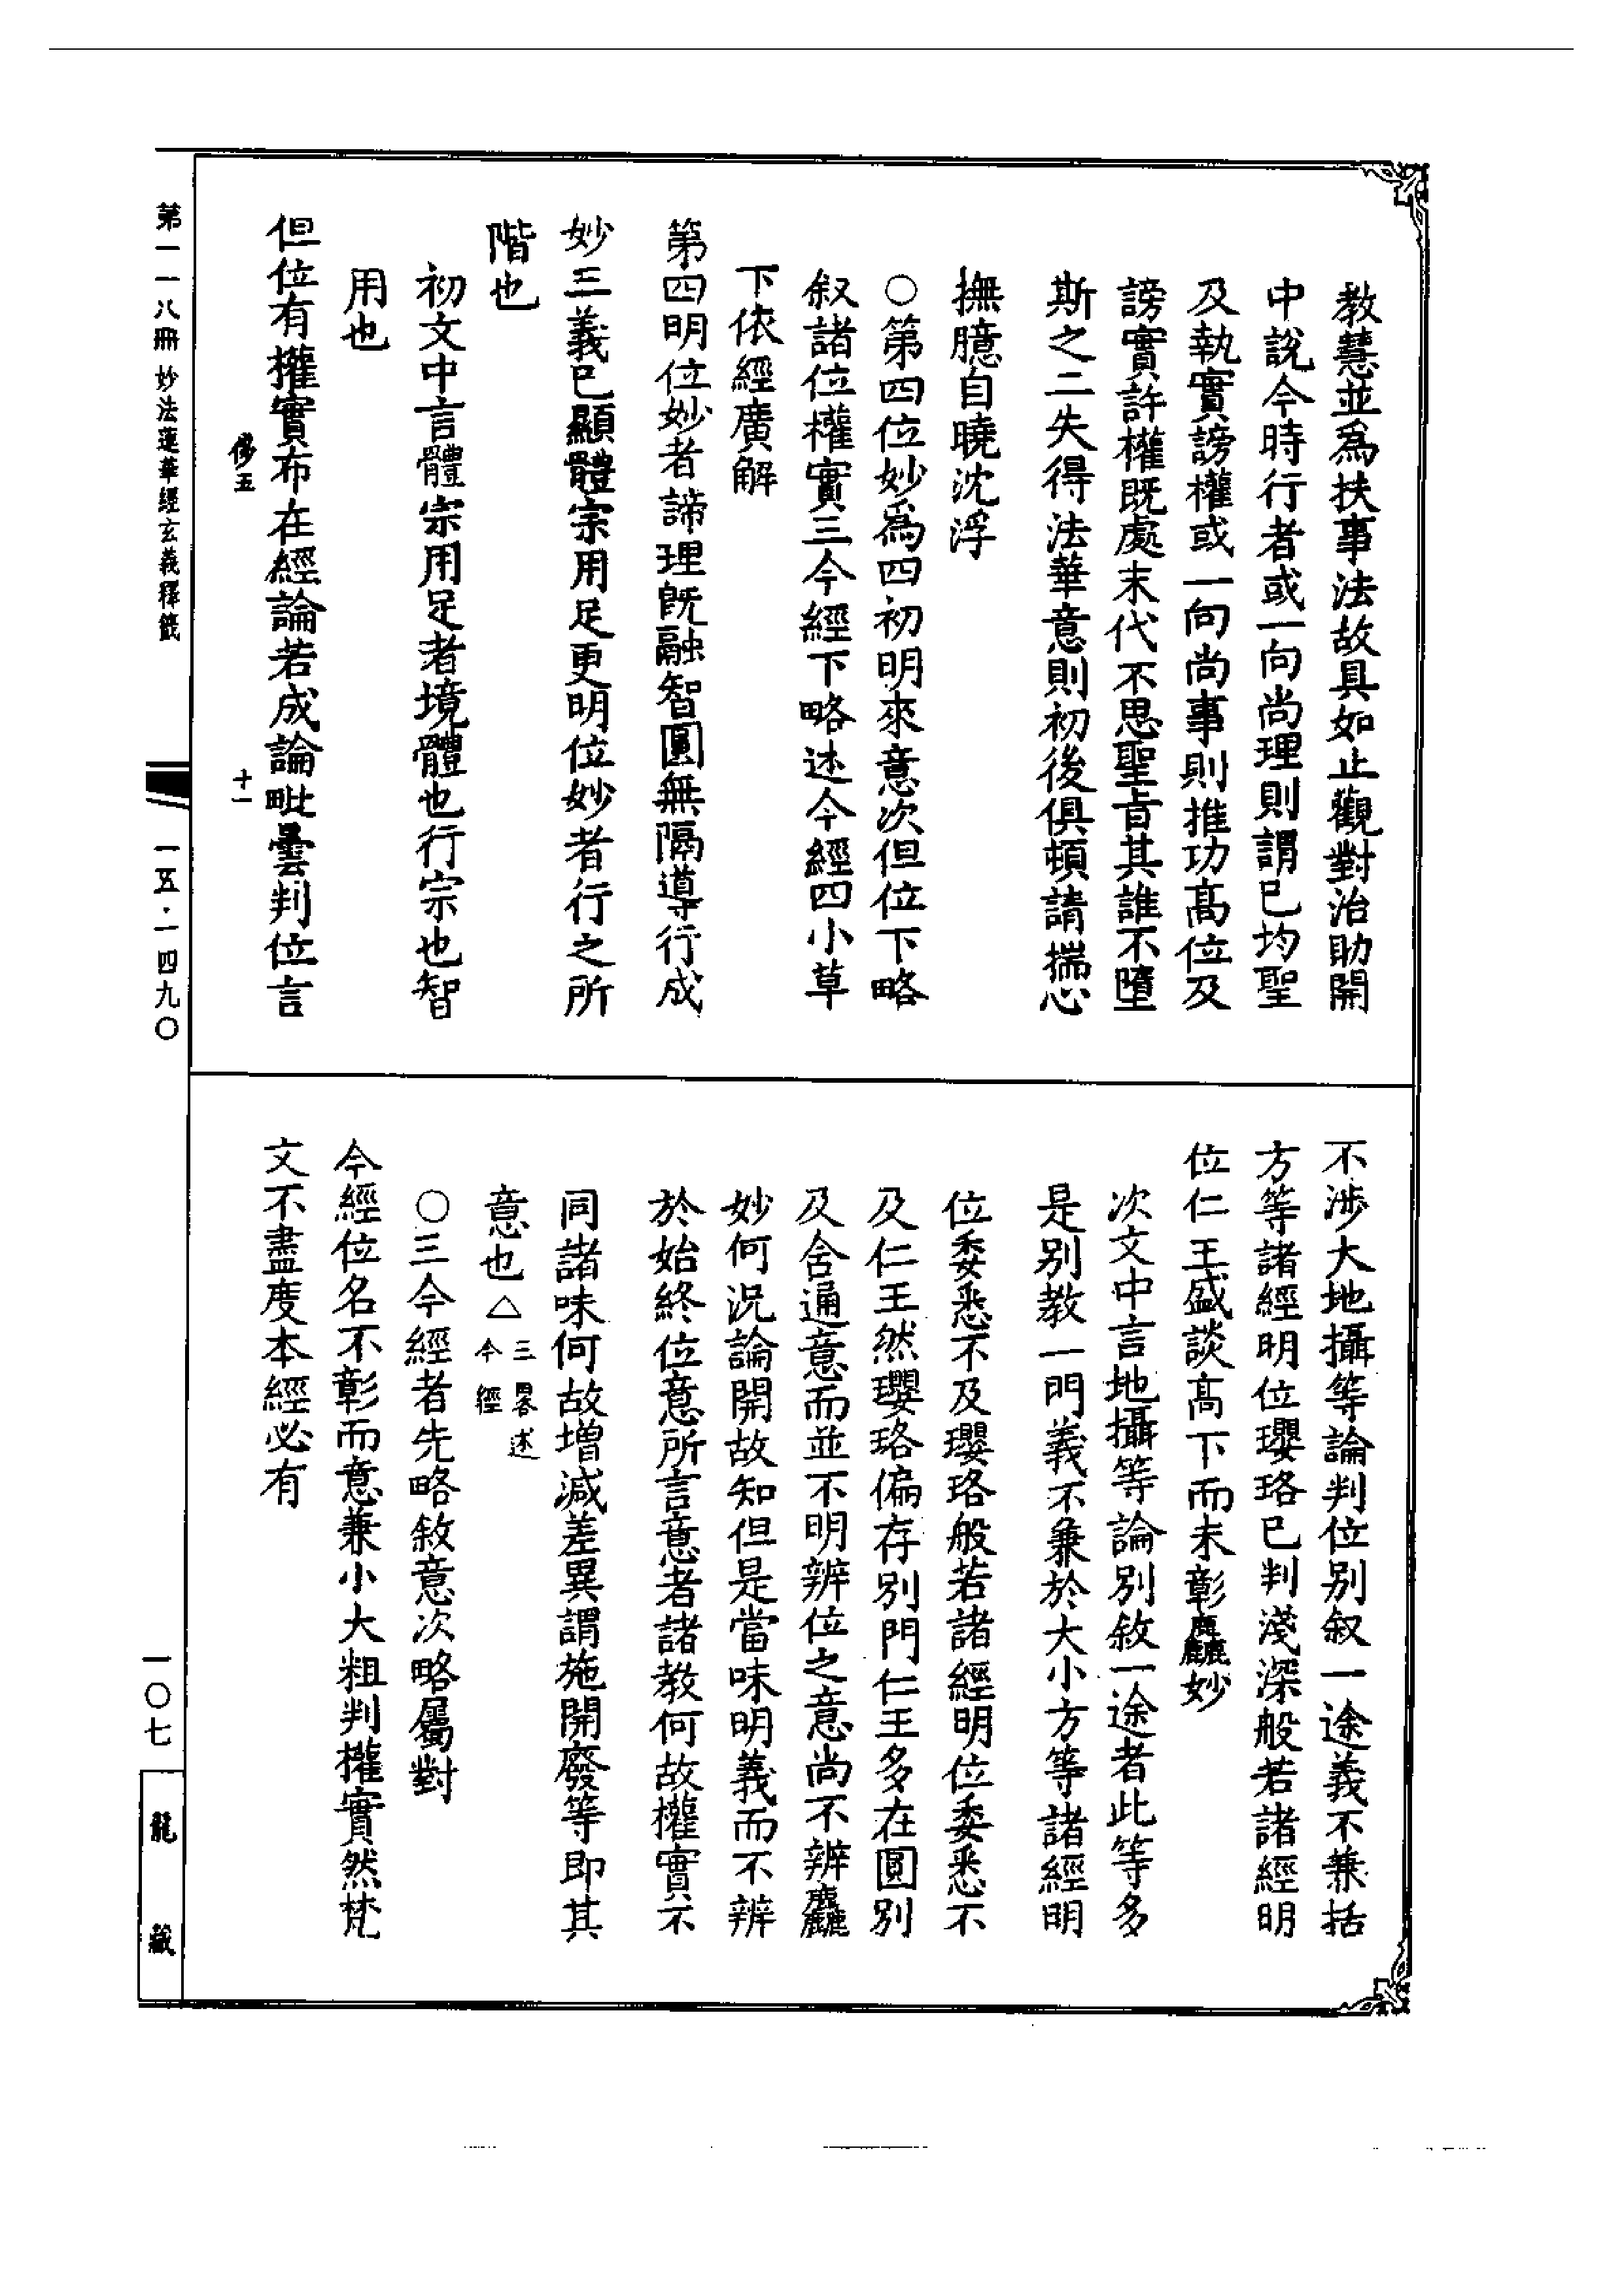 教慧並為扶事法故具如止觀對治助開
中說今時行者或一向尚理則謂已均聖
及執實謗權或一向尚事則推功髙位及
謗實許權旣處末代不思聖旨其誰不墮
斯之二失得法華意則初後俱頓請揣心
撫臆自曉沈浮
○第四位妙爲四初明來意次但位下略
叙諸位權實三今經下略述今經四小草
下依經廣解
第四明位妙者諦理旣融智圓無隔導行成
妙三義已顯體宗用足更明位妙者行之所
階也
初文中言體宗用足者境體也行宗也智
用也
但位有權實布在經論若成論毗曇判位言
不涉大地攝等論判位別叙一途義不兼括
方等諸經明位瓔珞已判淺深般若諸經明
位仁王盛談髙下而未彰麤妙
次文中言地攝等論別敘一途者此等多
是別教一門義不兼於大小方等諸經明
位委悉不及瓔珞般若諸經明位委悉不
及仁王然瓔珞偏存別門仁王多在圓別
及含通意而並不明辨位之意尚不辨麤
妙何況論開故知但是當味明義而不辨
於始終位意所言意者諸教何故權實不
同諸味何故增減差異謂施開廢等即其
意也△三畧述今經
○三今經者先略敘意次略屬對
今經位名不彰而意兼小大粗判權實然梵
文不盡度本經必有
第一一八冊 妙法蓮華經玄義釋籤
侈五 十一
一五·一四九〇
一〇七
龍藏